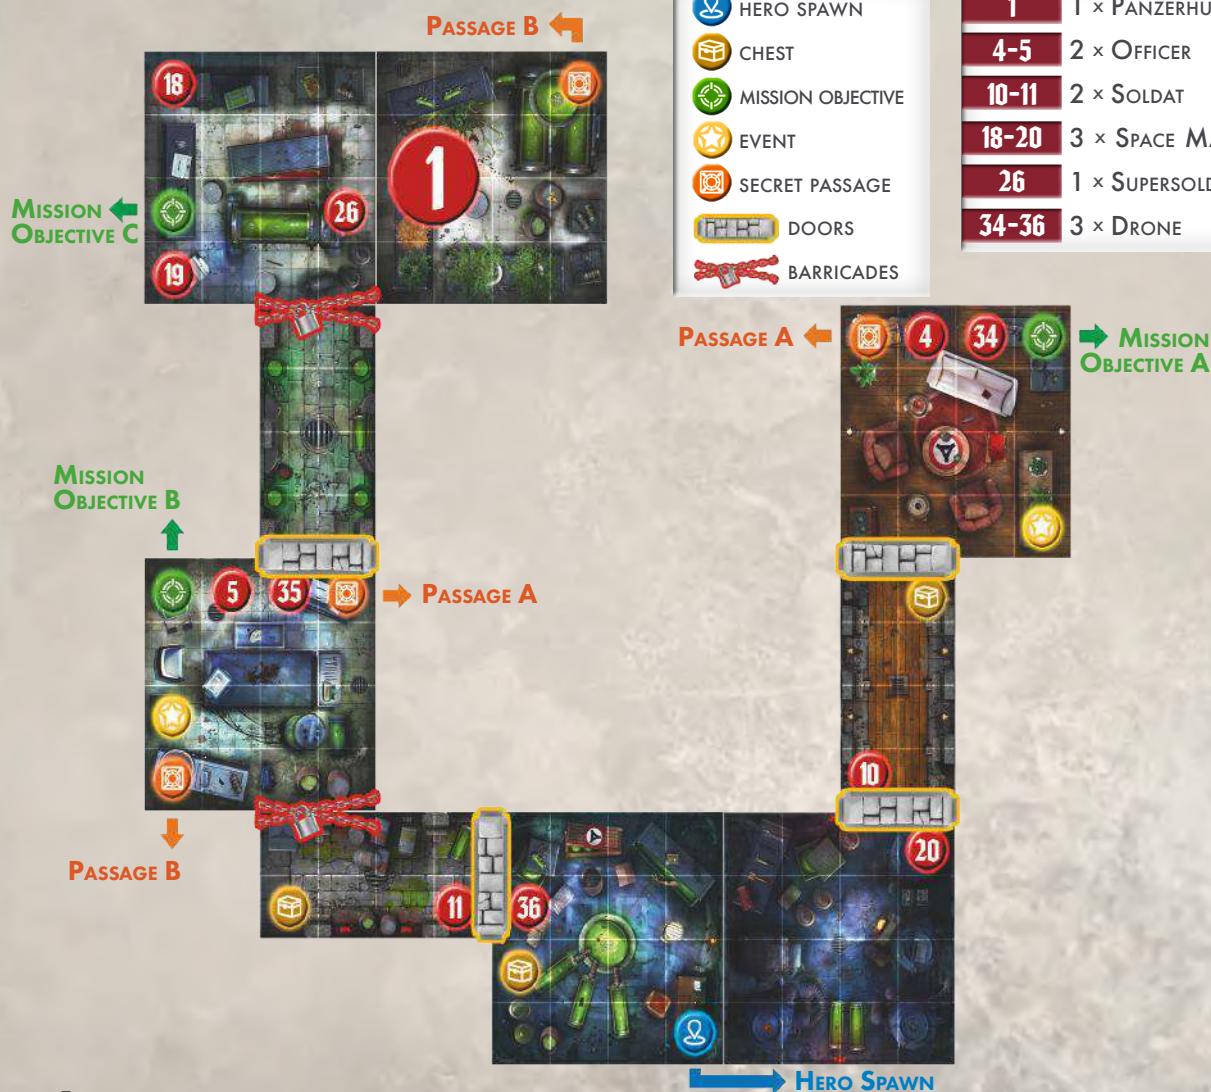 Passage B
HERO SPAWN
CHEST
MISSION OBJECTIVE
EVENT
SECRET PASSAGE
DOORS
BARRICADES
1 1 ×
4-5 2 × OFFICER
10-11 2 × SOLDAT
18-20 3 × SPACE
26 1 ×
34-36 3 × DRONE
18
1
26
19
MISSION
OBJECTIVE C
PASSAGE A
4
34
MISSION
OBJECTIVE A
MISSION
OBJECTIVE B
5
35
PASSAGE A
10
PASSAGE B
20
11
36
HERO SPAWN